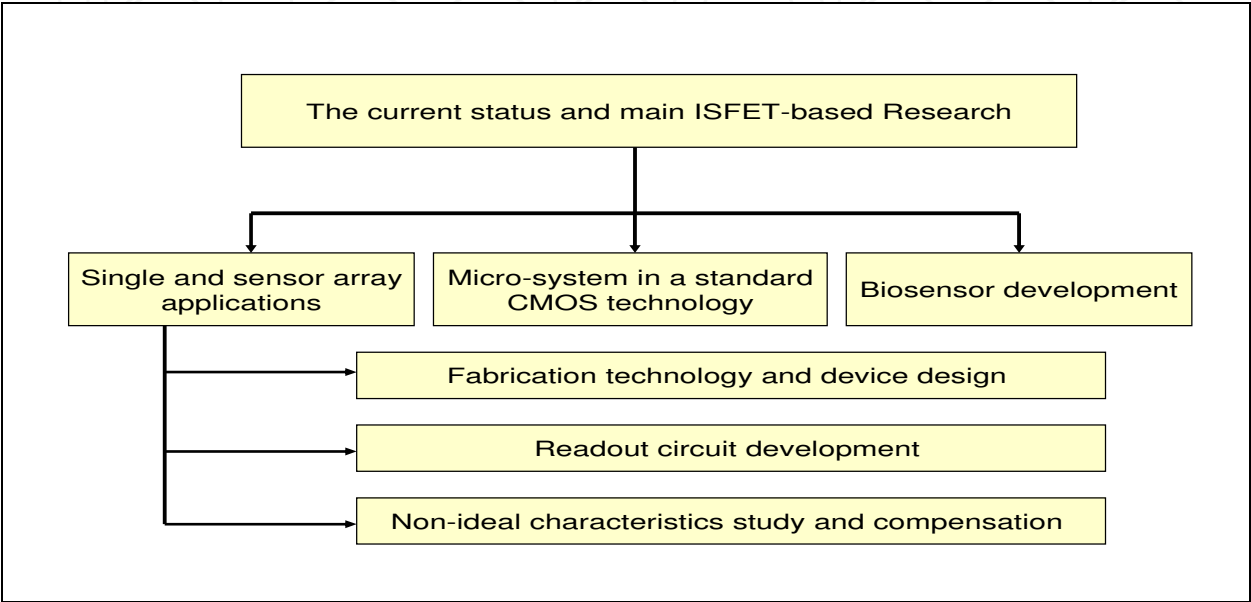 The current status and main ISFET-based Research
Single and sensor array
applications
Micro-system in a standard
CMOS technology
Biosensor development
Fabrication technology and device design
Readout circuit development
Non-ideal characteristics study and compensation